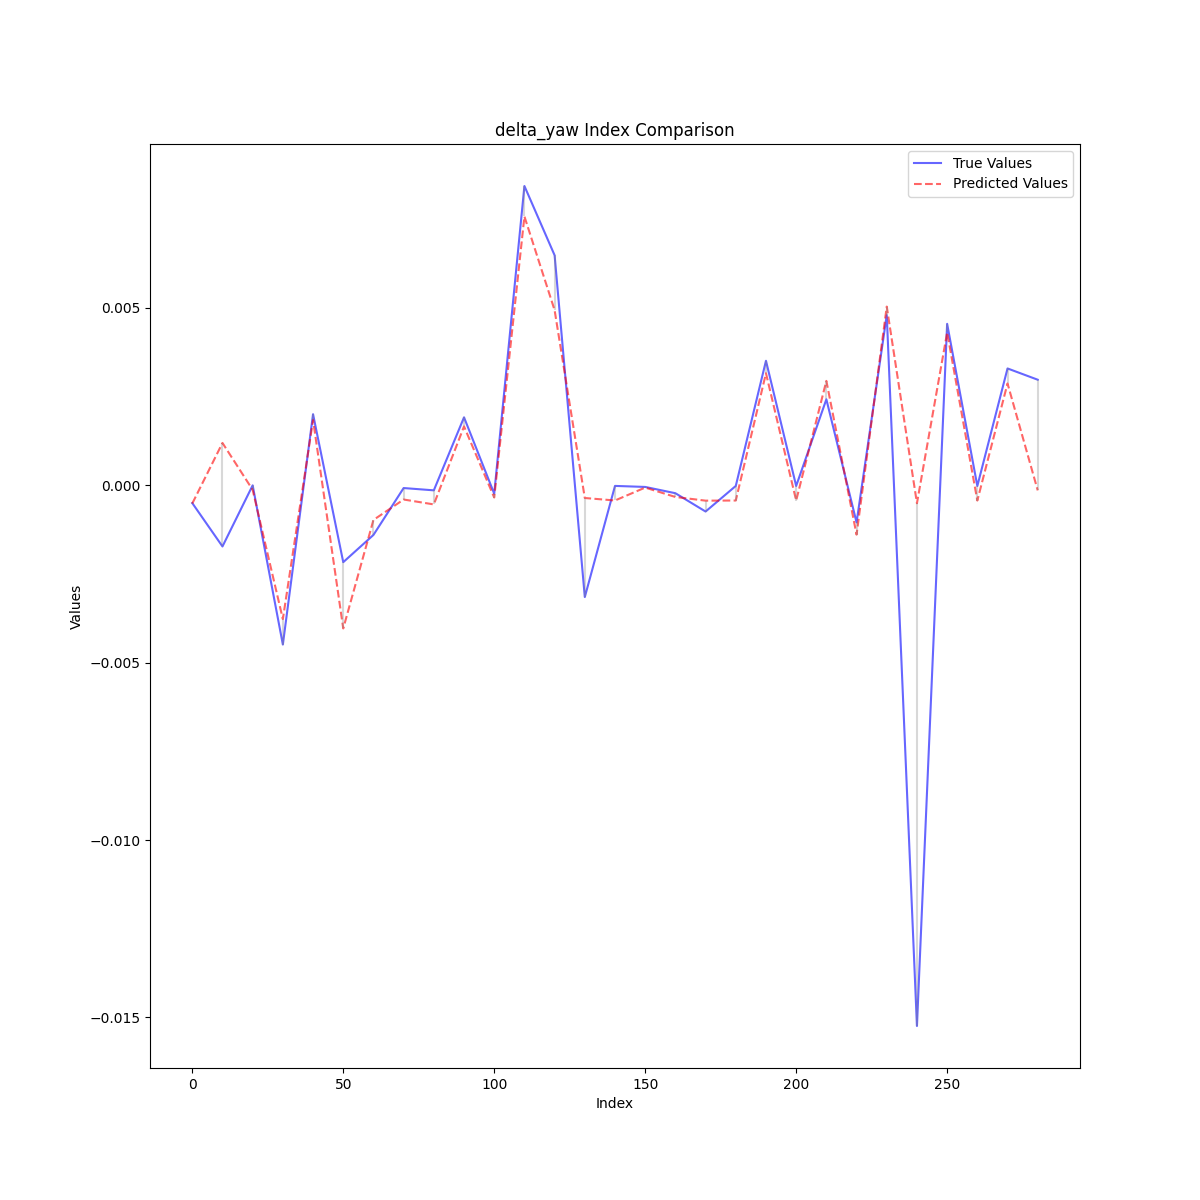 delta_yaw Index Comparison
True Values
Predicted Values
0.005
0.000
−0.005
−0.010
−0.015
Values
0
50
100
150
200
250
Index